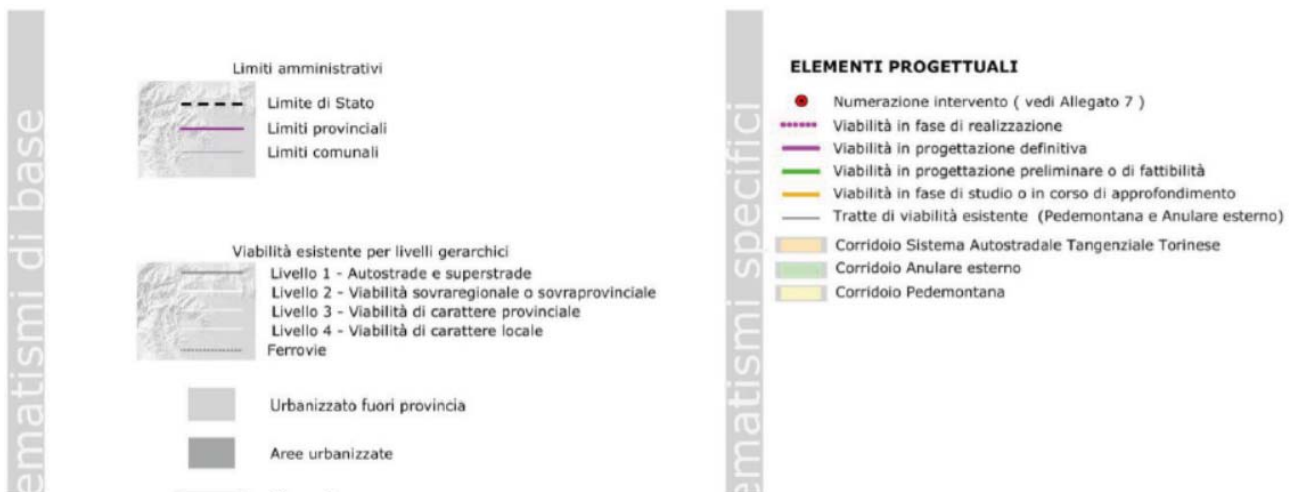 ematismi di base
Limiti amministrativi
Limite di Stato
Limiti provinciali
Limiti comunali
Viabilità esistente per livelli gerarchici
Livello 1 - Autostrade e superstrade
Livello 2 - Viabilità sovraregionale o sovraprovinciale
Livello 3 - Viabilità di carattere provinciale
Livello 4 - Viabilità di carattere locale
Ferrovie
Urbanizzato fuori provincia
Aree urbanizzate
ematismi specifici
ELEMENTI PROGETTUALI
Numerazione intervento ( vedi Allegato 7 )
Viabilità in fase di realizzazione
Viabilità in progettazione definitiva
Viabilità in progettazione preliminare o di fattibilità
Viabilità in fase di studio o in corso di approfondimento
Tratte di viabilità esistente (Pedemontana e Anulare esterno)
Corridoio Sistema Autostradale Tangenziale Torinese
Corridoio Anulare esterno
Corridoio Pedemontana